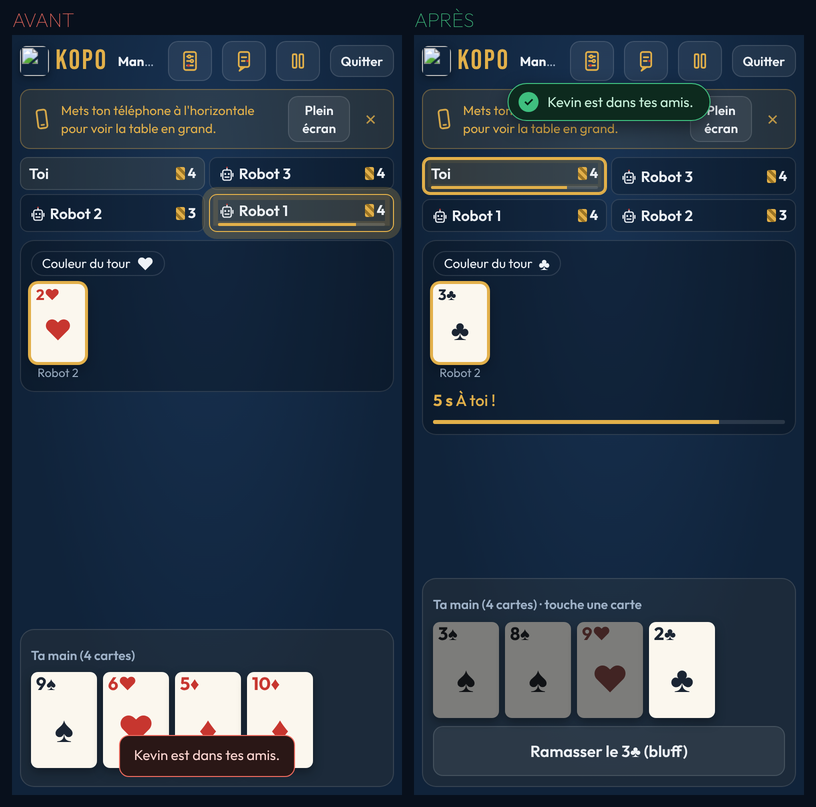 AVANT
KOPO Man... Quitter
Mets ton téléphone à l'horizontale
pour voir la table en grand.
Plein
écran
×
Toi 4
Robot 3 4
Robot 2 3
Robot 1 4
Couleur du tour ♥
2♥
Robot 2
Ta main (4 cartes)
9♠
6♥
5♦
10♦
Kevin est dans tes amis.
APRÈS
KOPO Man... Quitter
Kevin est dans tes amis.
Mets ton
pour voir la table en grand.
Plein
écran
×
Toi 4
Robot 3 4
Robot 1 4
Robot 2 3
Couleur du tour ♣
3♣
Robot 2
5 s À toi !
Ta main (4 cartes) · touche une carte
3♠
8♠
9♥
2♣
Ramasser le 3♣ (bluff)